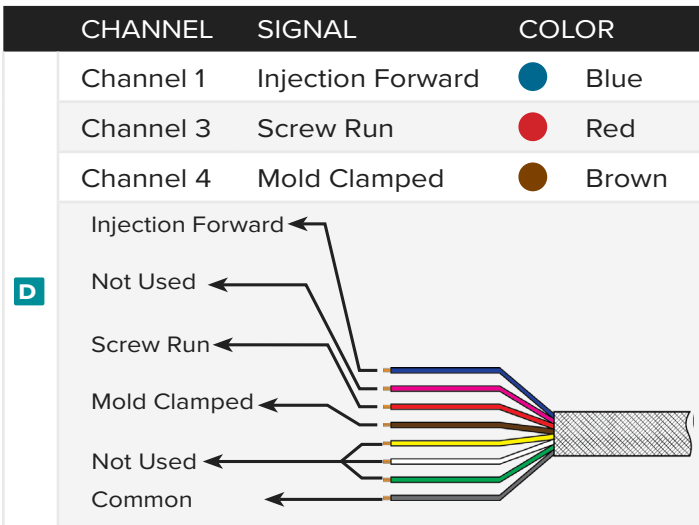 CHANNEL SIGNAL COLOR
Channel 1 Injection Forward Blue
Channel 3 Screw Run Red
Channel 4 Mold Clamped Brown
Injection Forward
Not Used
D
Screw Run
Mold Clamped
Not Used
Common